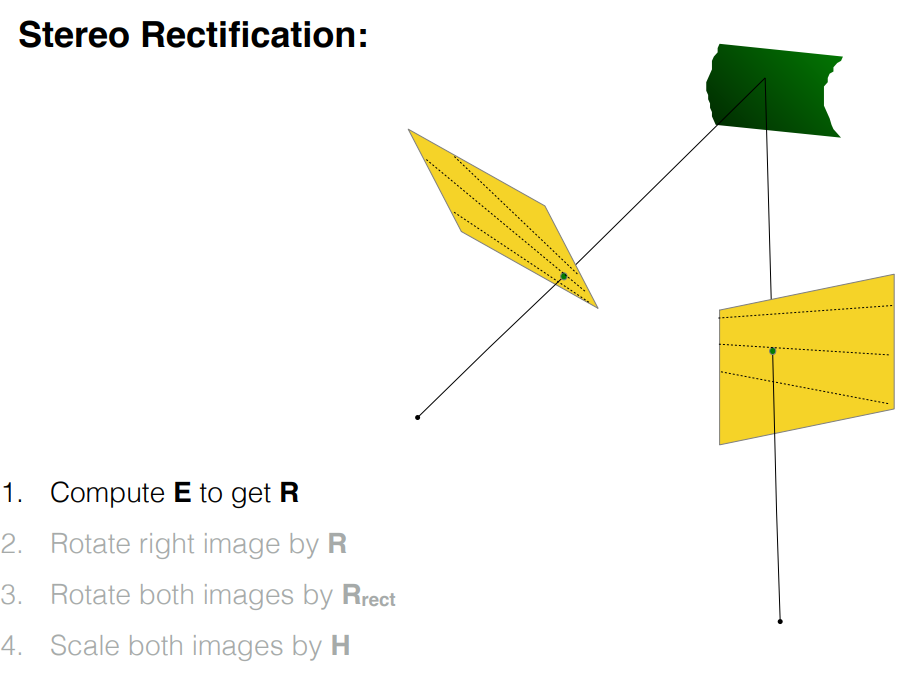 Stereo Rectification:
1. Compute E to get R
2. Rotate right image by R
3. Rotate both images by Rrect
4. Scale both images by H